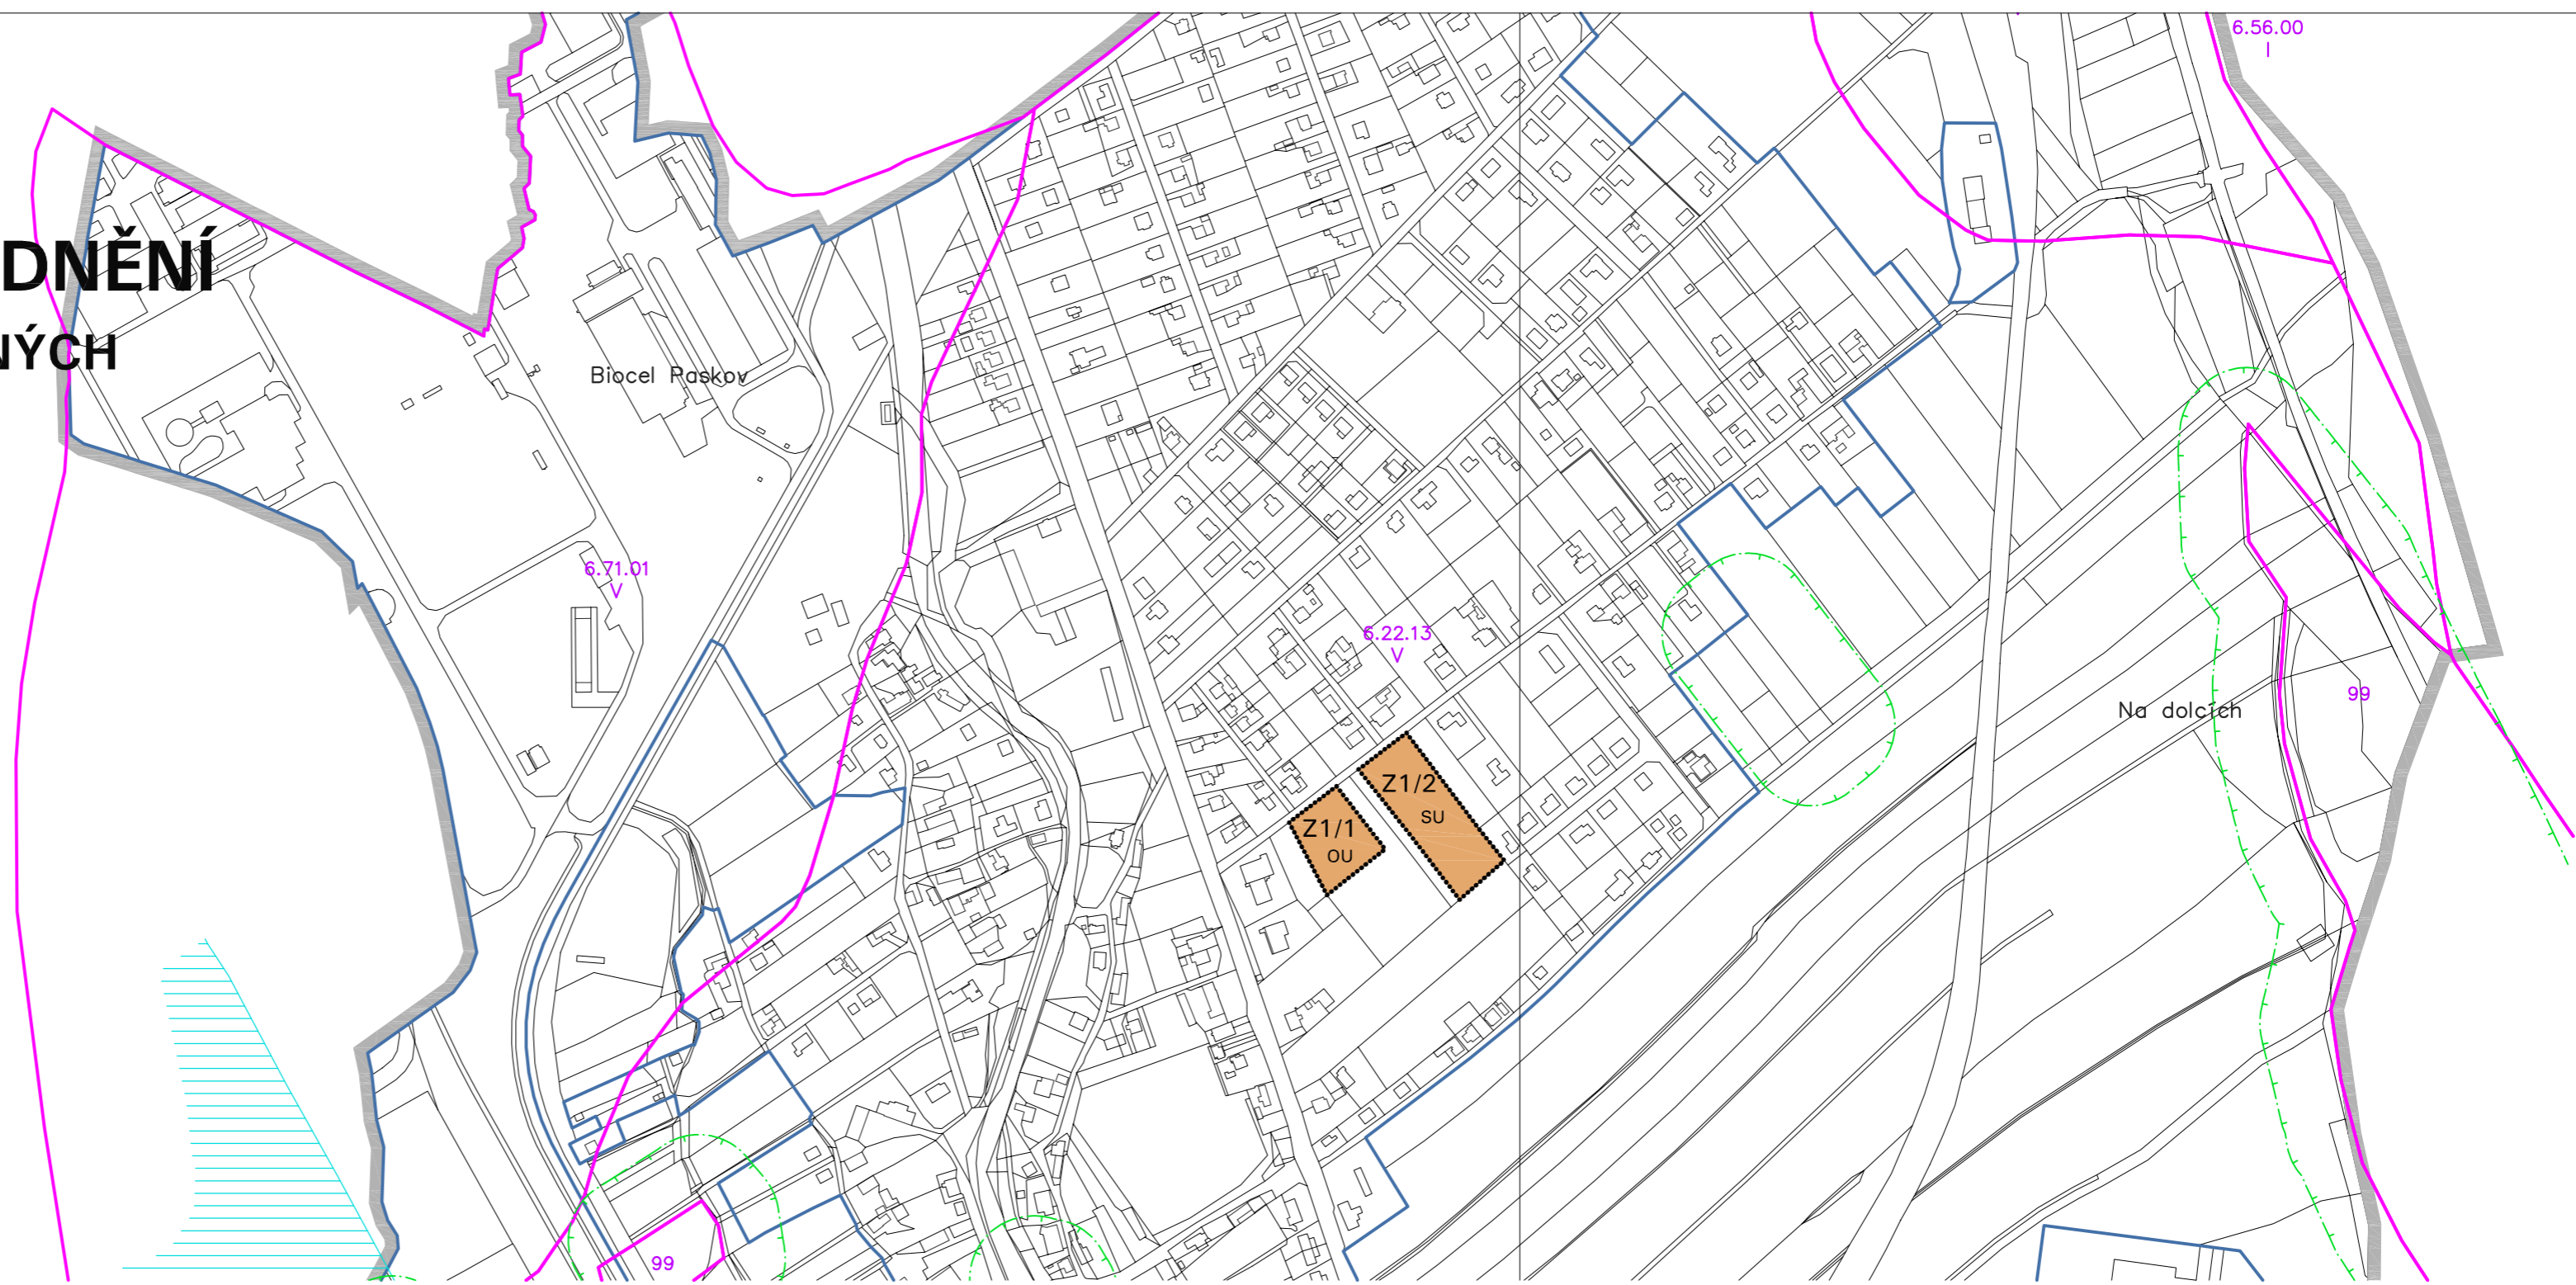 6.56.00
I
DNĚNÍ
NÝCH
Biocel Paskov
6.71.01
V
6.22.13
V
99
Na dolcích
Z1/2
SU
Z1/1
OU
99